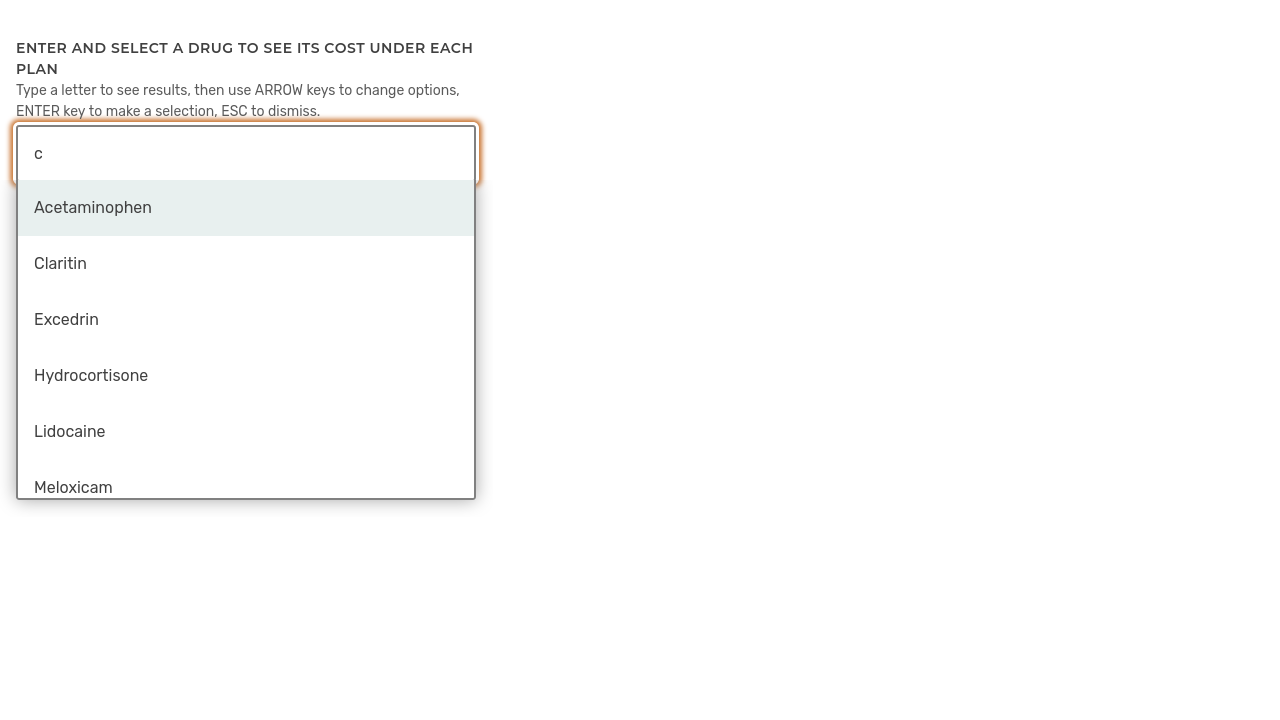 ENTER AND SELECT A DRUG TO SEE ITS COST UNDER EACH
PLAN
Type a letter to see results, then use ARROW keys to change options,
ENTER key to make a selection, ESC to dismiss.
c
Acetaminophen
Claritin
Excedrin
Hydrocortisone
Lidocaine
Meloxicam